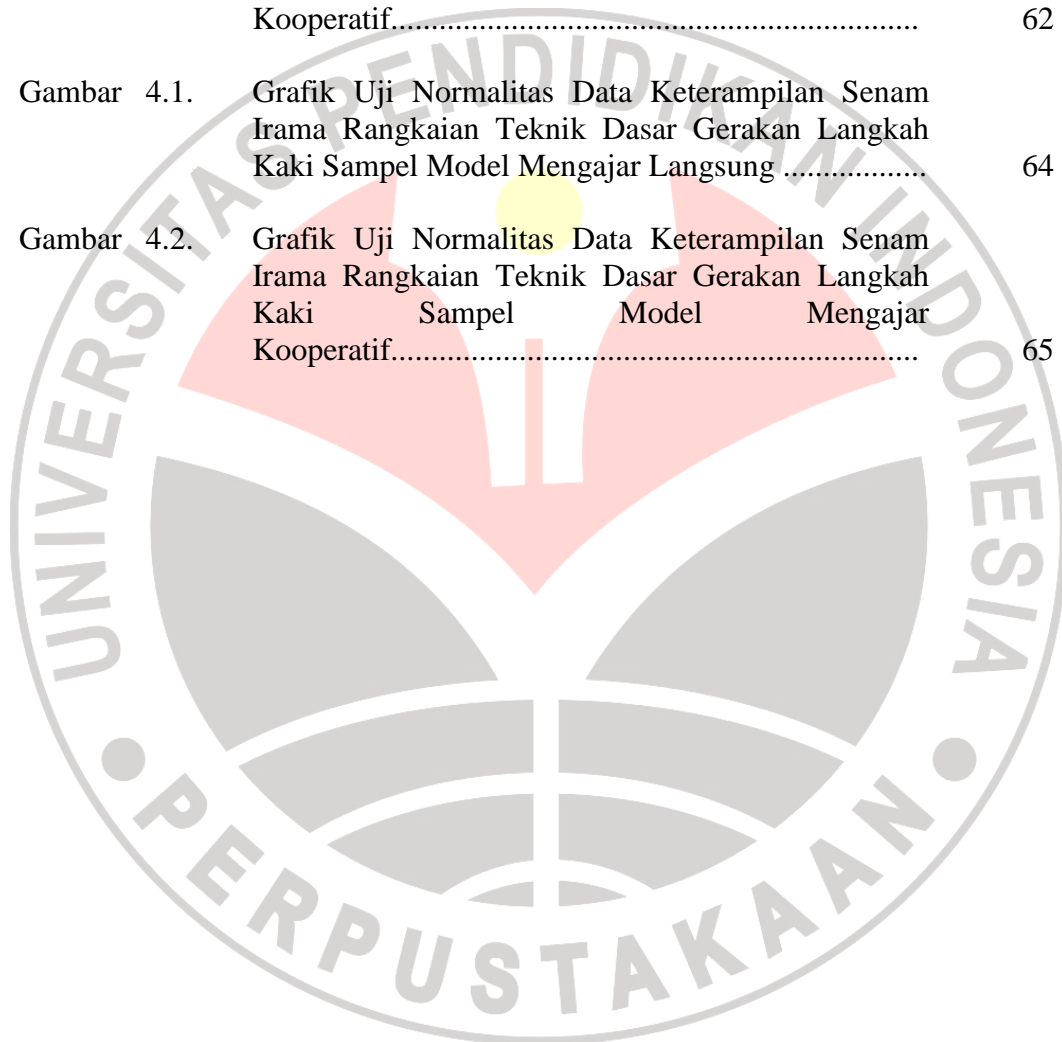 Kooperatif............................................................. 62
Gambar 4.1. Grafik Uji Normalitas Data Keterampilan Senam
Irama Rangkaian Teknik Dasar Gerakan Langkah
Kaki Sampel Model Mengajar Langsung ................. 64
Gambar 4.2. Grafik Uji Normalitas Data Keterampilan Senam
Irama Rangkaian Teknik Dasar Gerakan Langkah
Kaki Sampel Model Mengajar
Kooperatif............................................................. 65
UNIVERSITAS PENDIDIKAN INDONESIA
PERPUSTAKAAN